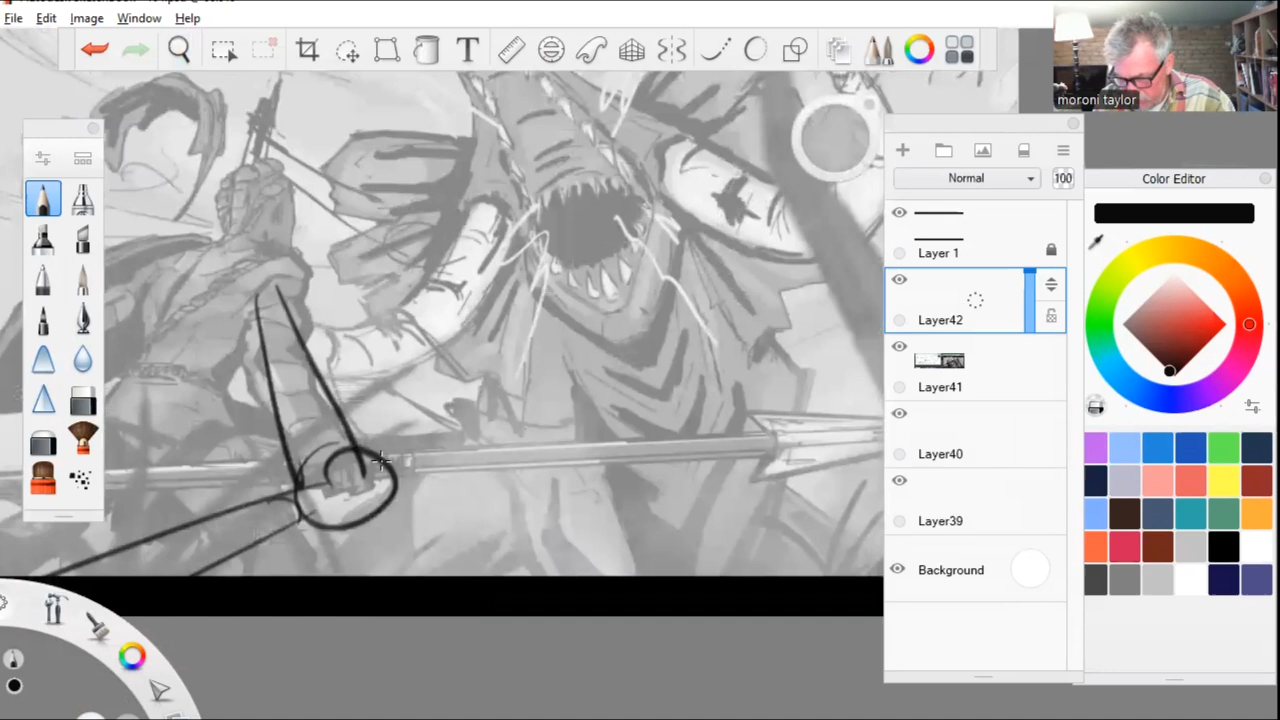 File Edit Image Window Help
moroni taylor
Normal 100
Color Editor
Layer 1
Layer42
Layer41
Layer40
Layer39
Background